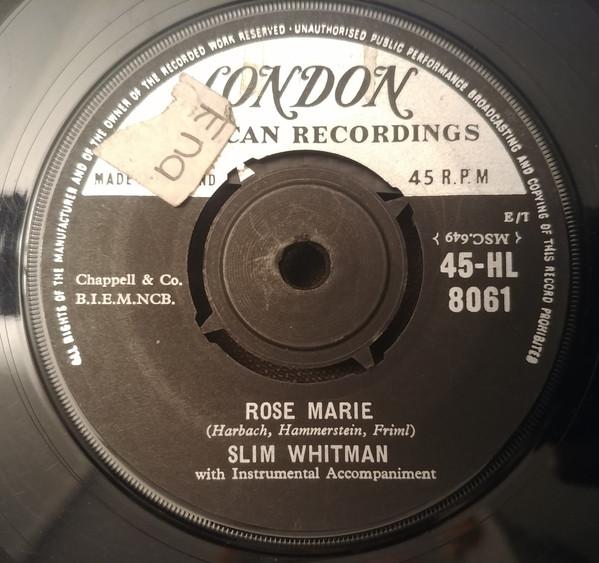 ALL RIGHTS OF THE MANUFACTURER AND OF THE OWNER OF THE RECORDED WORK RESERVED · UNAUTHORISED PUBLIC PERFORMANCE BROADCASTING AND COPYING OF THIS RECORD PROHIBITED
LONDON
CAN RECORDINGS
MADE ND
45 R.P.M
L/E
{ MSC.649 }
45-HL
8061
Chappell & Co.
B.I.E.M.NCB.
ROSE MARIE
(Harbach, Hammerstein, Friml)
SLIM WHITMAN
with Instrumental Accompaniment